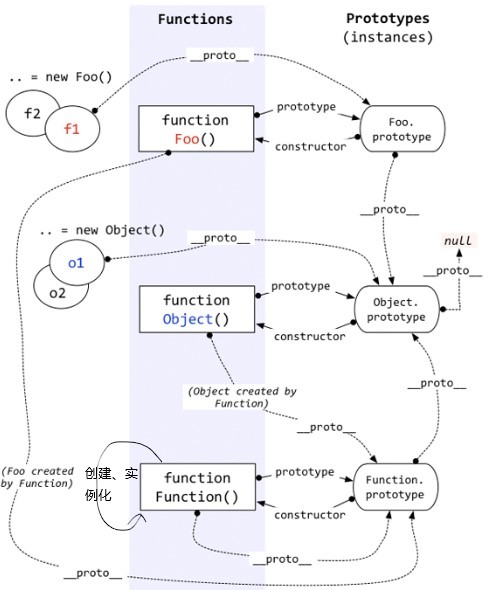 Functions
Prototypes
(instances)
__proto__
.. = new Foo()
f2
f1
function
Foo()
prototype
constructor
Foo.
prototype
__proto__
.. = new Object()
__proto__
null
__proto__
o1
o2
function
Object()
prototype
constructor
Object.
prototype
(Object created by
Function)
__proto__
__proto__
(Foo created
by Function)
创建、实
例化
function
Function()
prototype
constructor
Function.
prototype
__proto__
__proto__